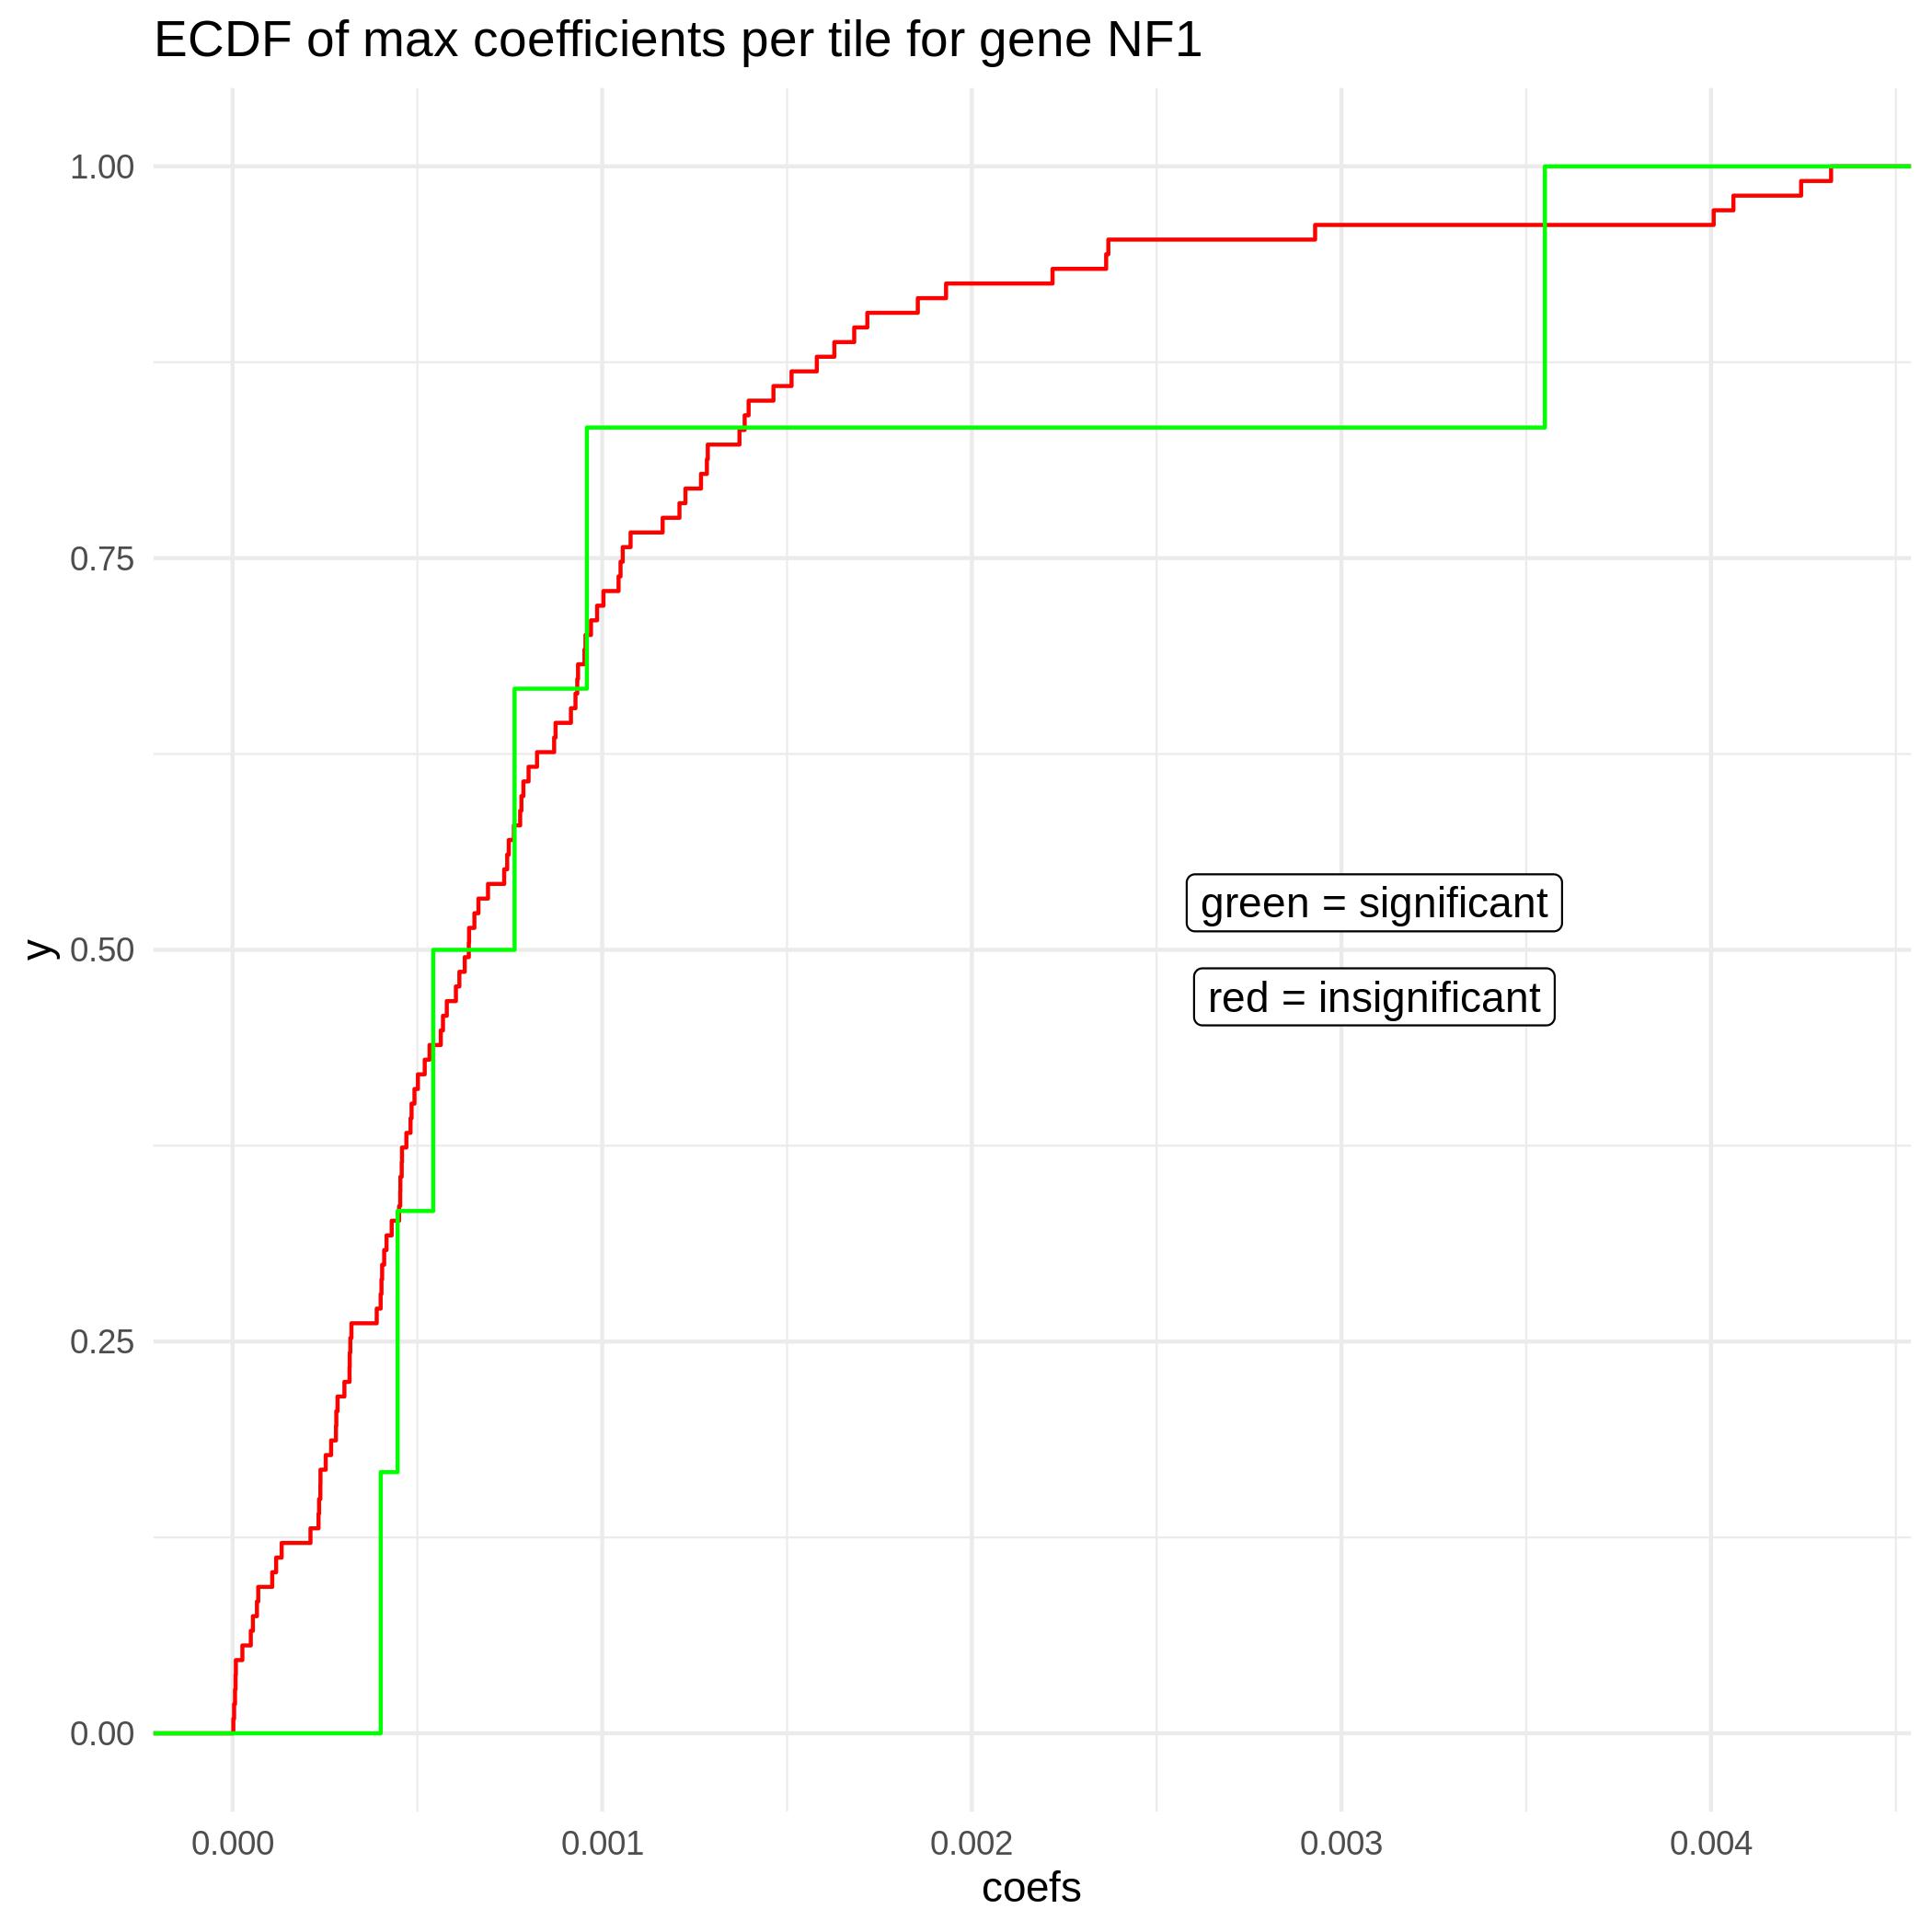 ECDF of max coefficients per tile for gene NF1
1.00
0.75
0.50
0.25
0.00
y
green = significant
red = insignificant
0.000 0.001 0.002 0.003 0.004
coefs